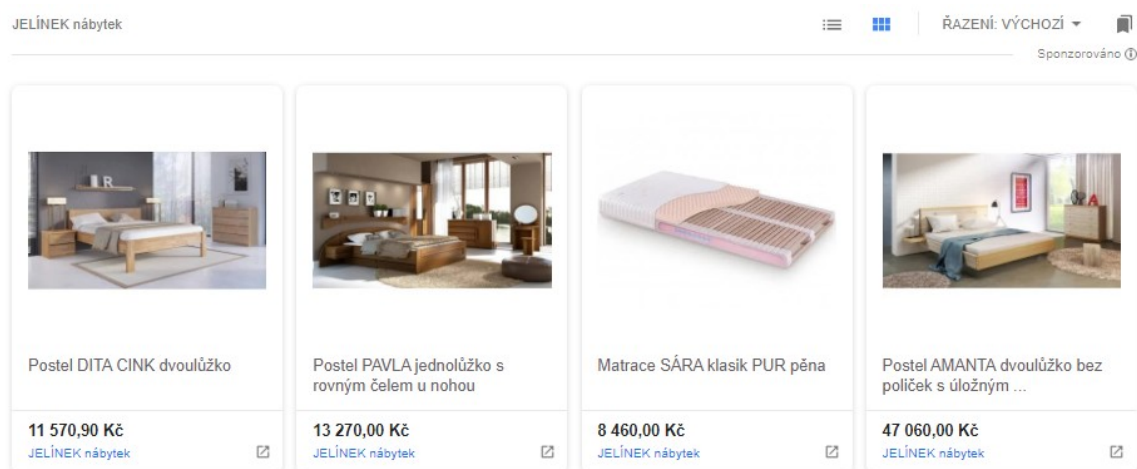 JELÍNEK nábytek
ŘAZENÍ: VÝCHOZÍ
Sponzorováno
Postel DITA CINK dvoulůžko
11 570,90 Kč
JELÍNEK nábytek
Postel PAVLA jednolůžko s
rovným čelem u nohou
13 270,00 Kč
JELÍNEK nábytek
Matrace SÁRA klasik PUR pěna
8 460,00 Kč
JELÍNEK nábytek
Postel AMANTA dvoulůžko bez
poliček s úložným ...
47 060,00 Kč
JELÍNEK nábytek